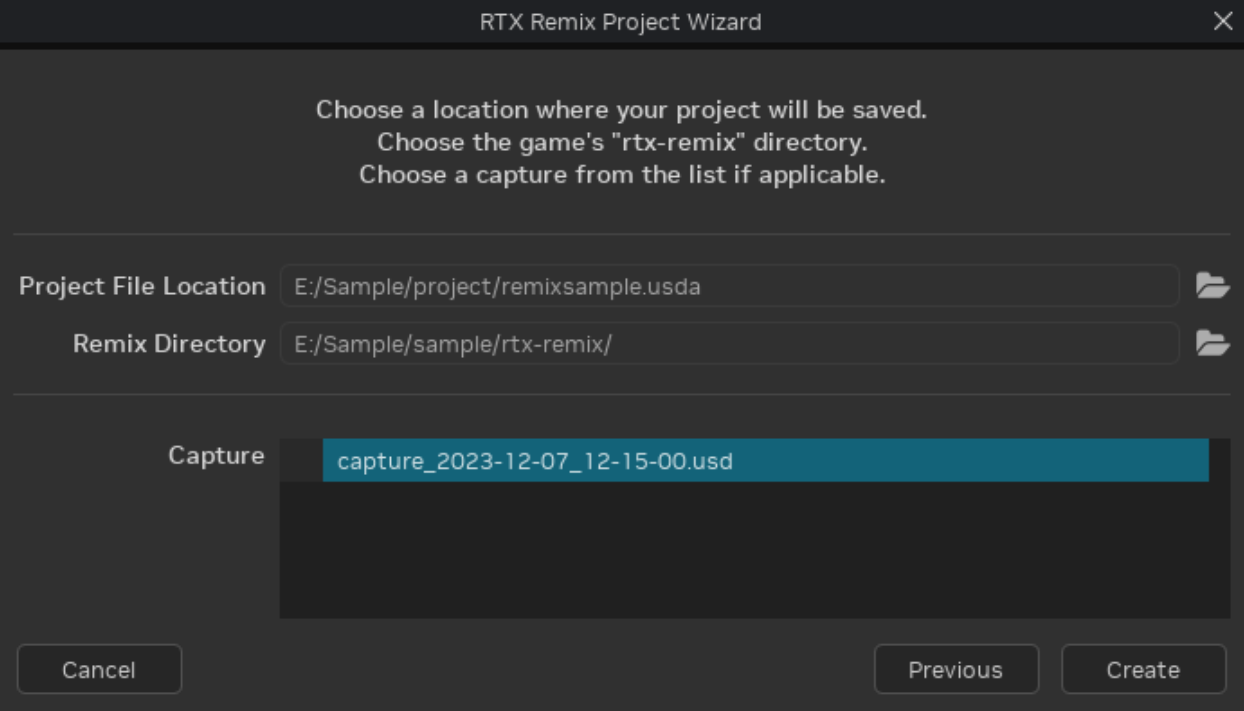 RTX Remix Project Wizard
Choose a location where your project will be saved.
Choose the game's "rtx-remix" directory.
Choose a capture from the list if applicable.
Project File Location E:/Sample/project/remixsample.usda
Remix Directory E:/Sample/sample/rtx-remix/
Capture capture_2023-12-07_12-15-00.usd
Cancel Previous Create